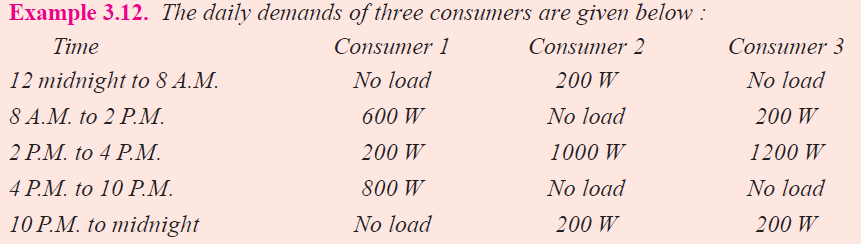 Example 3.12. The daily demands of three consumers are given below :
Time Consumer 1 Consumer 2 Consumer 3
12 midnight to 8 A.M. No load 200 W No load
8 A.M. to 2 P.M. 600 W No load 200 W
2 P.M. to 4 P.M. 200 W 1000 W 1200 W
4 P.M. to 10 P.M. 800 W No load No load
10 P.M. to midnight No load 200 W 200 W